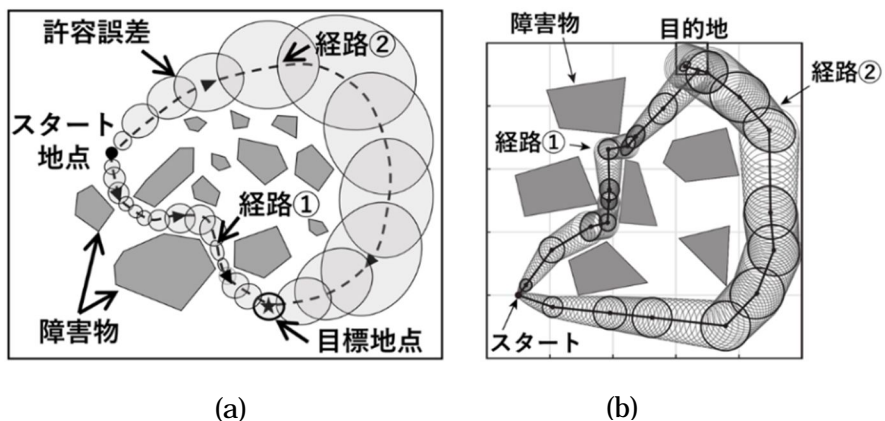 許容誤差
経路②
スタート
地点
経路①
障害物
目標地点
(a)
障害物
目的地
経路②
経路①
スタート
(b)